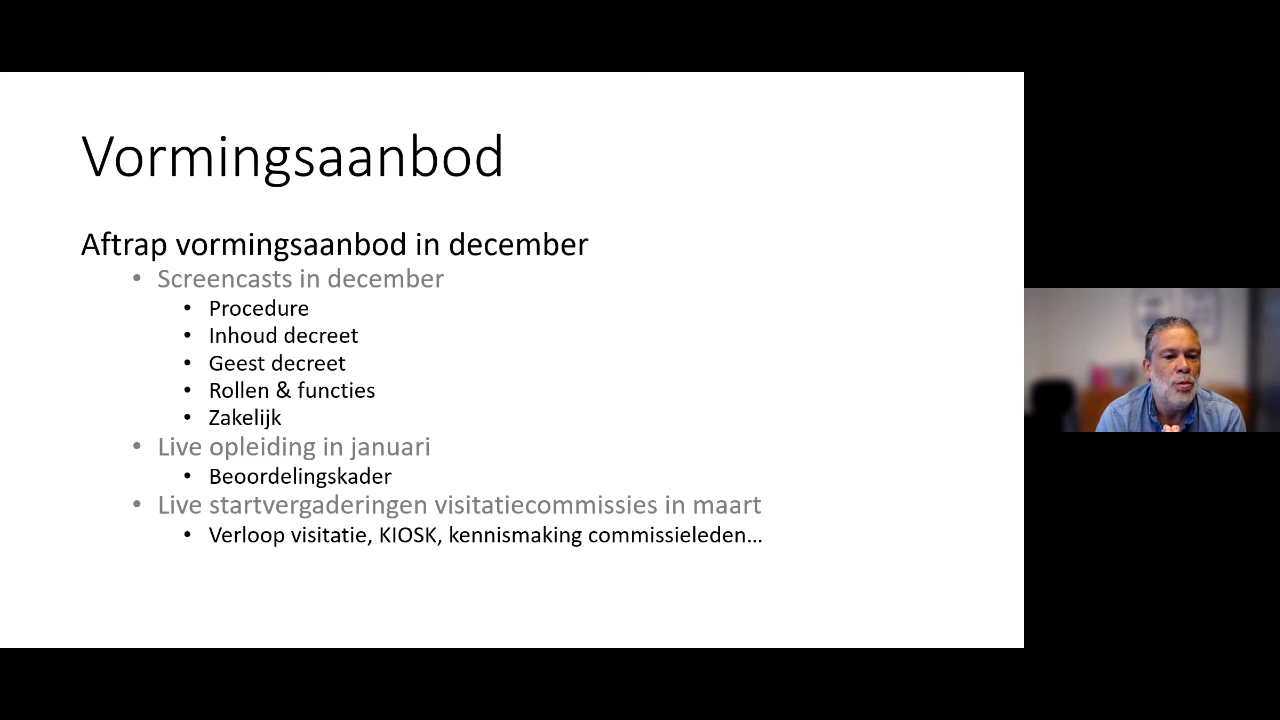 Vormingsaanbod
Aftrap vormingsaanbod in december
• Screencasts in december
• Procedure
• Inhoud decreet
• Geest decreet
• Rollen & functies
• Zakelijk
• Live opleiding in januari
• Beoordelingskader
• Live startvergaderingen visitatiecommissies in maart
• Verloop visitatie, KIOSK, kennismaking commissieleden…